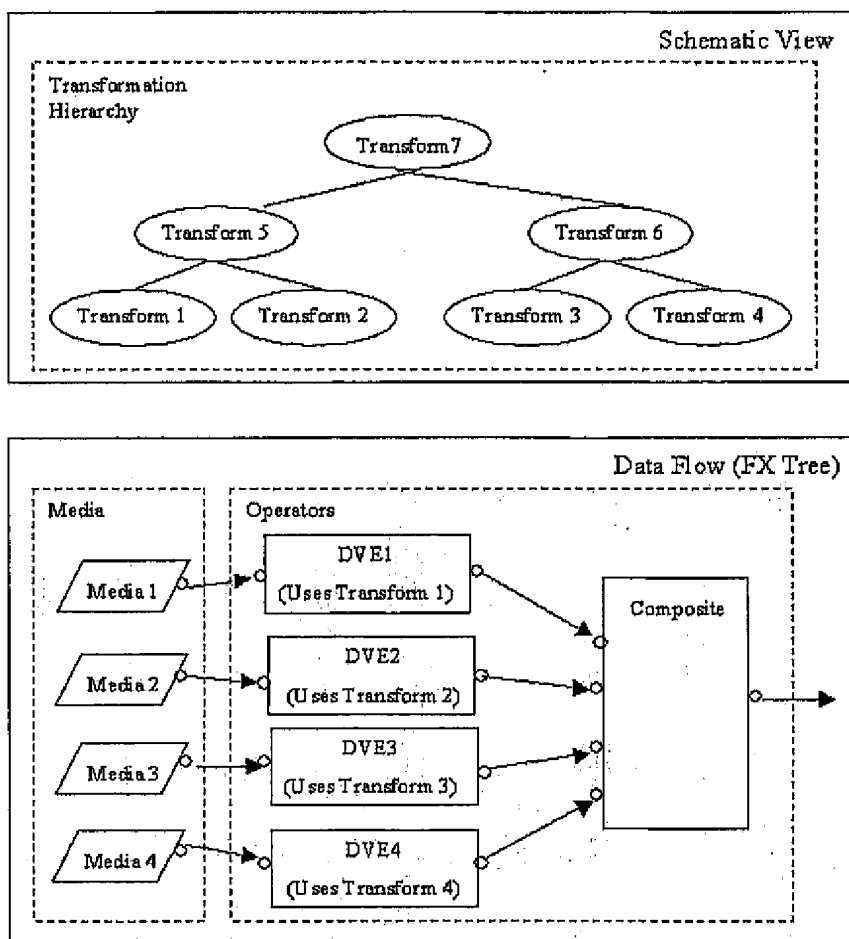 Schematic View
Transformation
Hierarchy
Transform7
Transform 5
Transform 6
Transform 1
Transform 2
Transform 3
Transform 4
Data Flow (FX Tree)
Media
Operators
Media 1
DVE1
(Uses Transform 1)
Composite
Media 2
DVE2
(Uses Transform 2)
Media 3
DVE3
(Uses Transform 3)
Media 4
DVE4
(Uses Transform 4)